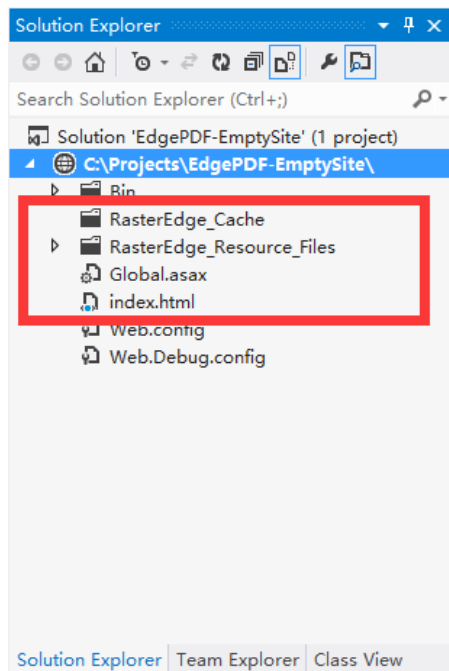 Solution Explorer
Search Solution Explorer (Ctrl+;)
Solution 'EdgePDF-EmptySite' (1 project)
C:\Projects\EdgePDF-EmptySite\
Bin
RasterEdge_Cache
RasterEdge_Resource_Files
Global.asax
index.html
Web.config
Web.Debug.config
Solution Explorer Team Explorer Class View